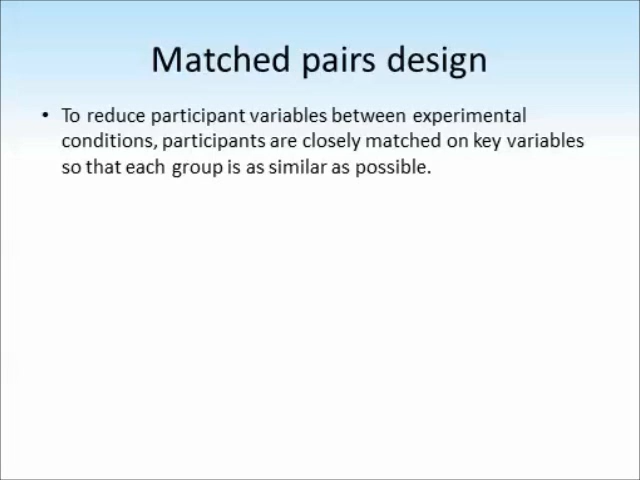 Matched pairs design
• To reduce participant variables between experimental
conditions, participants are closely matched on key variables
so that each group is as similar as possible.